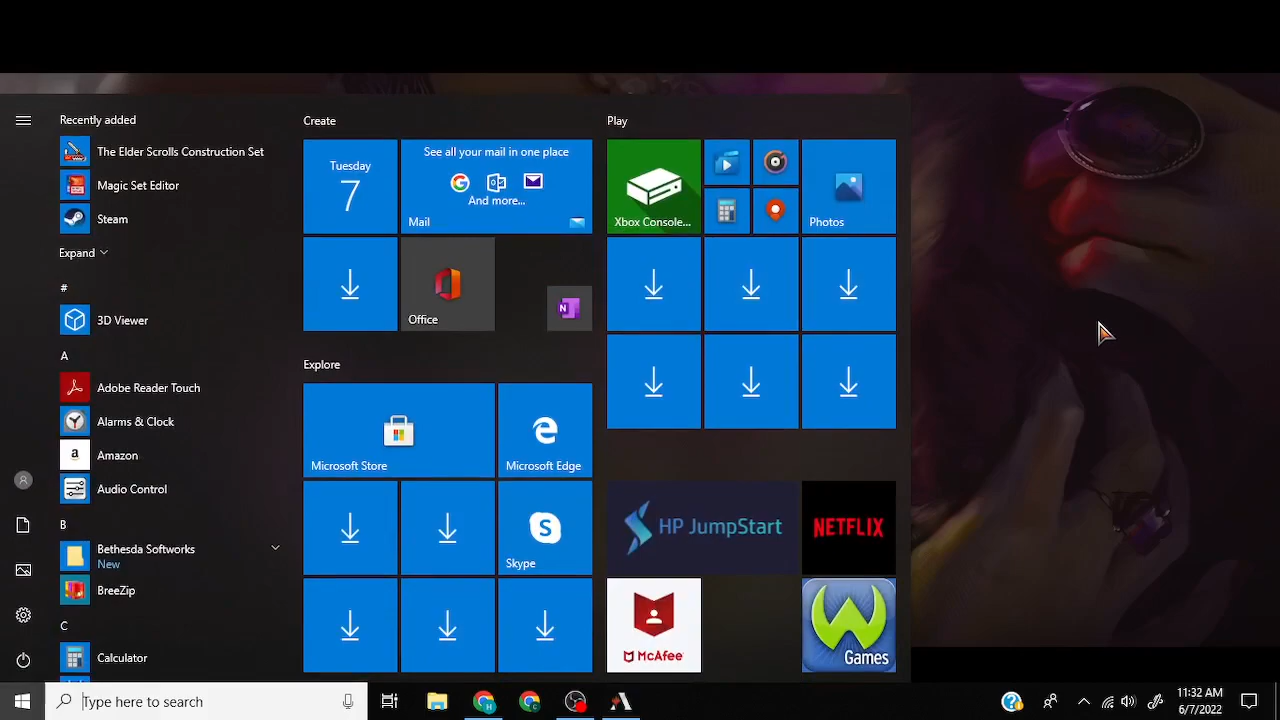 Recently added
The Elder Scrolls Construction Set
Magic Set Editor
Steam
Expand
#
3D Viewer
A
Adobe Reader Touch
Alarms & Clock
a
Amazon
Audio Control
B
Bethesda Softworks
New
BreeZip
C
Calculator
Create
Tuesday
7
See all your mail in one place
G
And more...
Mail
Office
N
Explore
Microsoft Store
Microsoft Edge
S
Skype
Play
Xbox Console...
Photos
HP JumpStart
NETFLIX
McAfee
W
Games
Type here to search
11:32 AM
6/7/2022